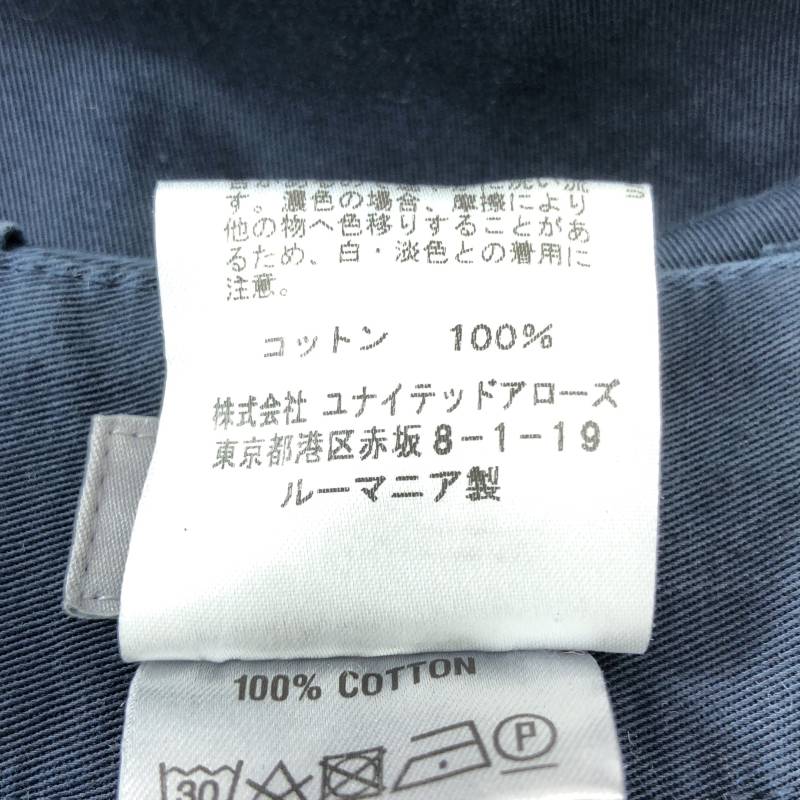 す。濃色の場合、摩擦により
他の物へ色移りすることがあ
るため、白・淡色との着用に
注意。
コットン 100%
株式会社 ユナイテッドアローズ
東京都港区赤坂8-1-19
ルーマニア製
100% COTTON
30
P